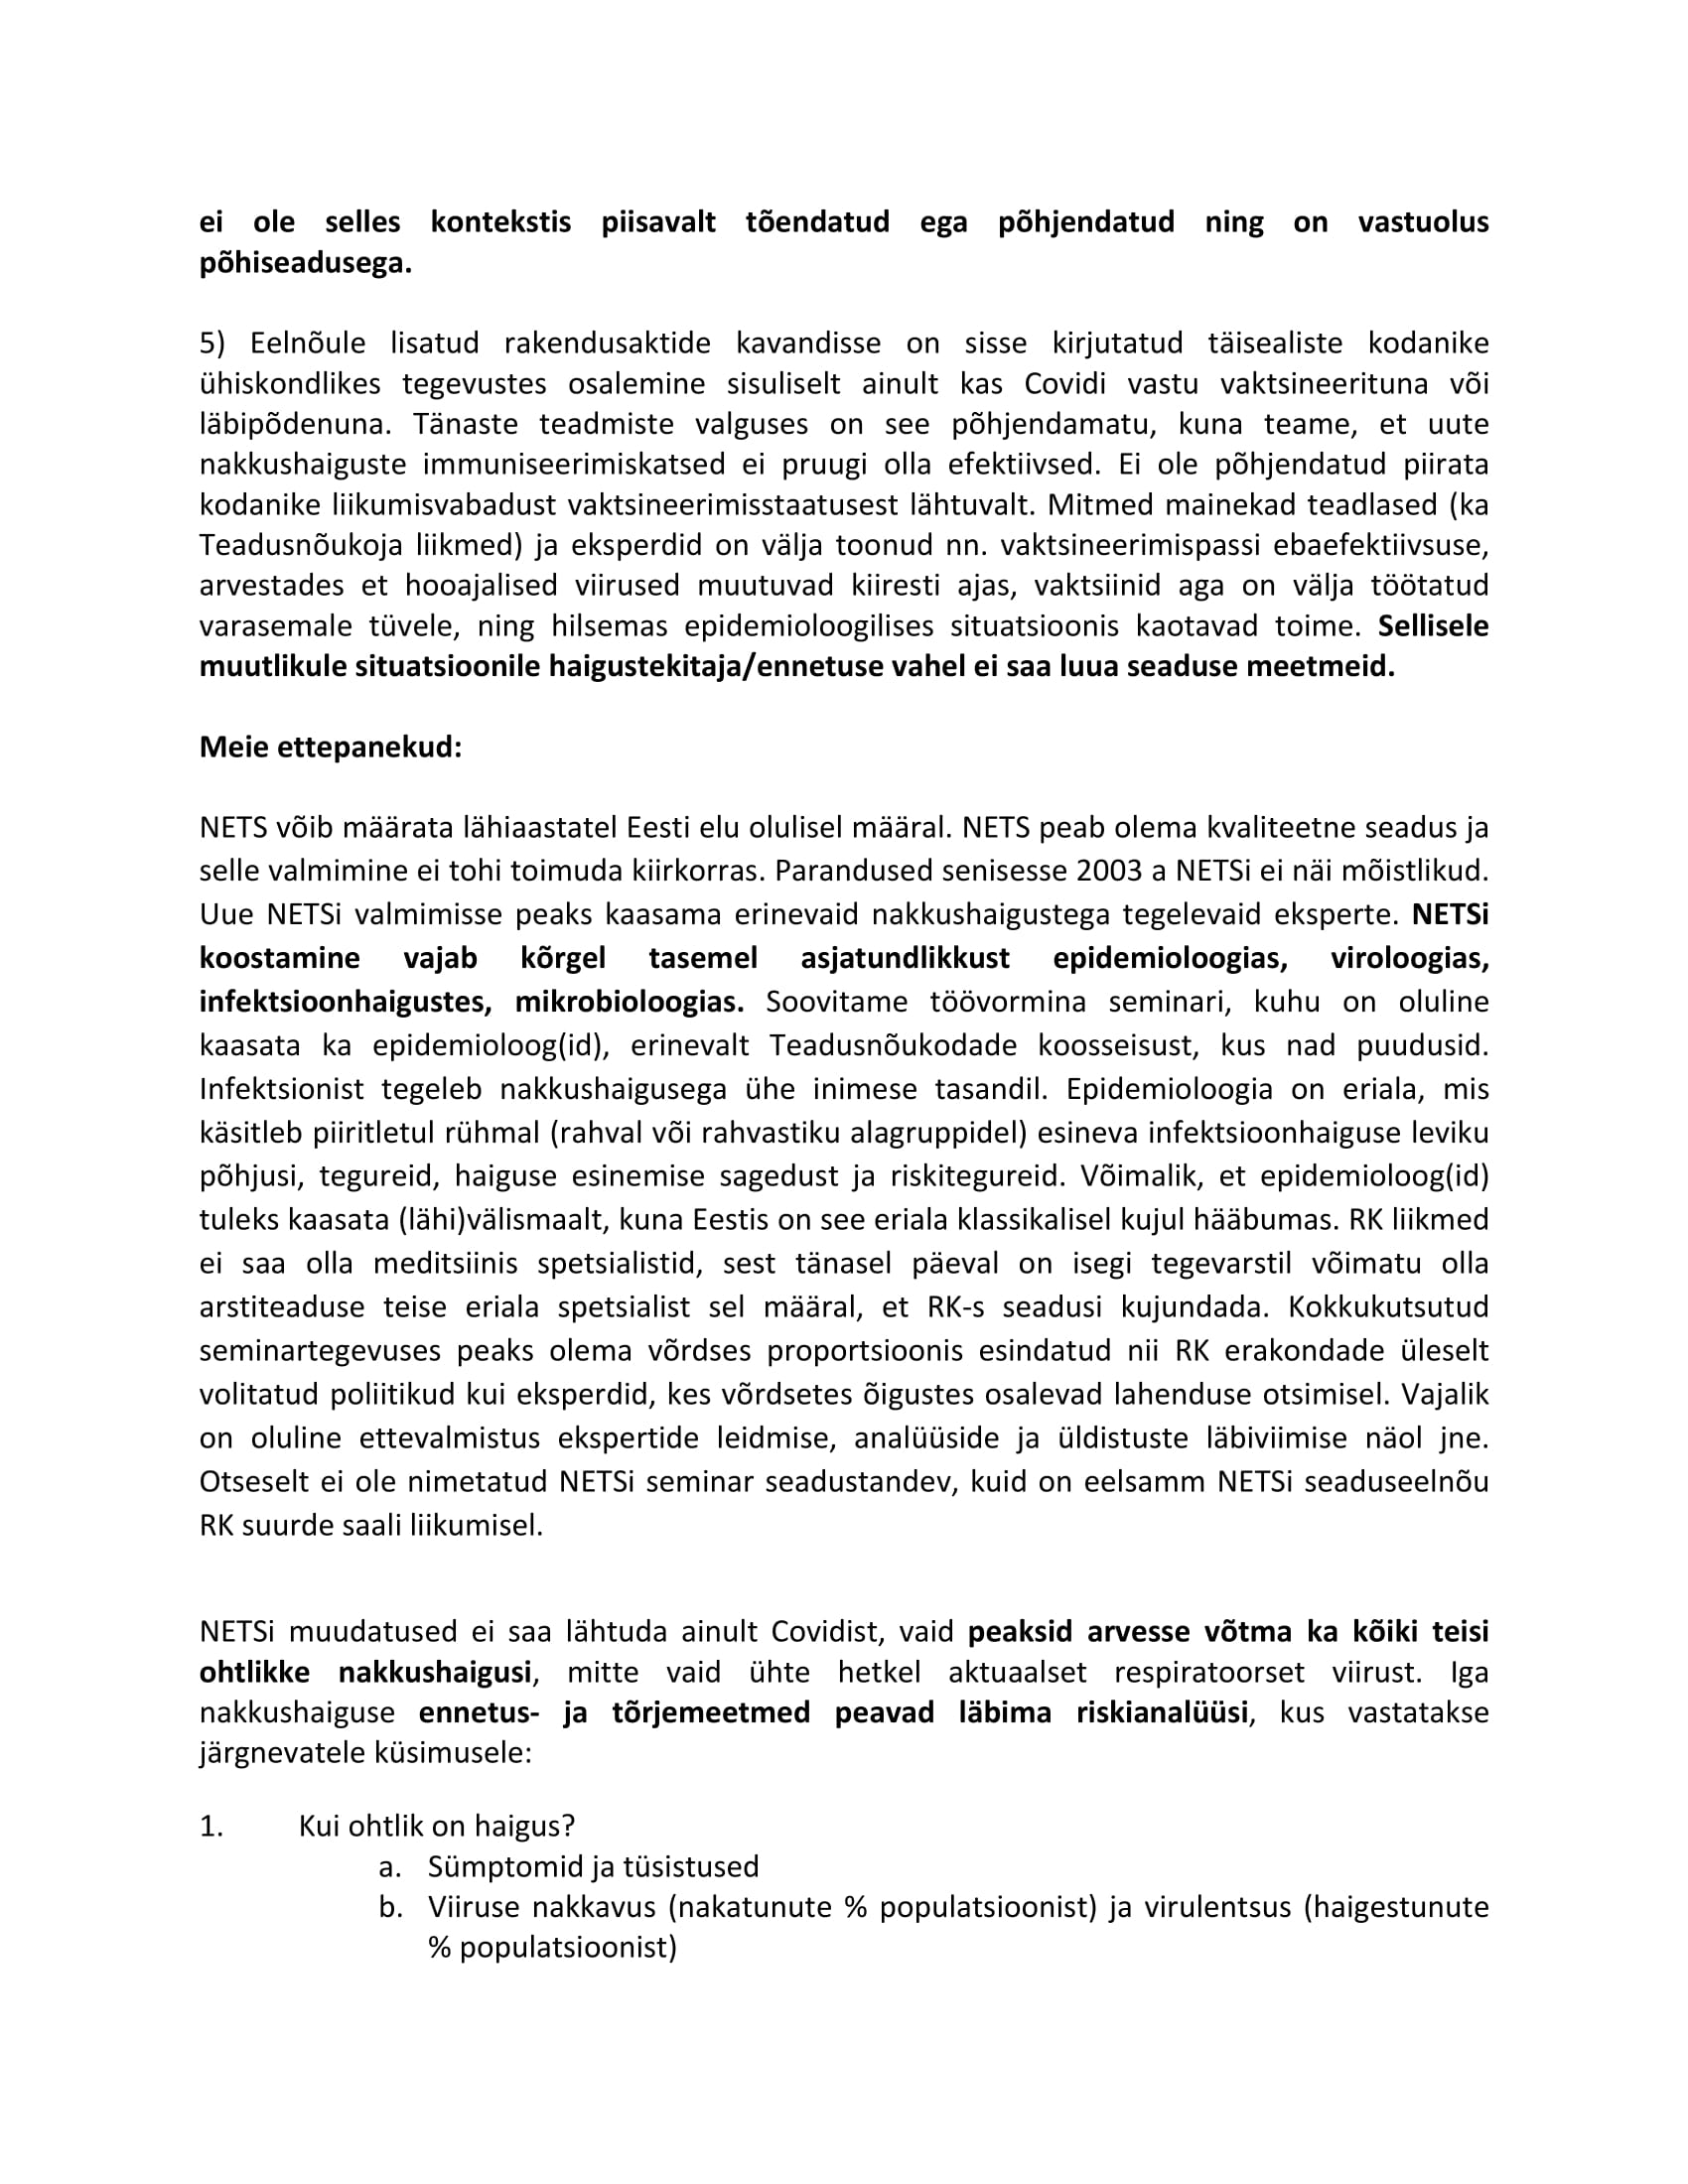 ei ole selles kontekstis piisavalt tõendatud ega põhjendatud ning on vastuolus
põhiseadusega.
5) Eelnõule lisatud rakendusaktide kavandisse on sisse kirjutatud täisealiste kodanike
ühiskondlikes tegevustes osalemine sisuliselt ainult kas Covidi vastu vaktsineerituna või
läbipõdenuna. Tänaste teadmiste valguses on see põhjendamatu, kuna teame, et uute
nakkushaiguste immuniseerimiskatsed ei pruugi olla efektiivsed. Ei ole põhjendatud piirata
kodanike liikumisvabadust vaktsineerimisstaatusest lähtuvalt. Mitmed mainekad teadlased (ka
Teadusnõukoja liikmed) ja eksperdid on välja toonud nn. vaktsineerimispassi ebaefektiivsuse,
arvestades et hooajalised viirused muutuvad kiiresti ajas, vaktsiinid aga on välja töötatud
varasemale tüvele, ning hilsemas epidemioloogilises situatsioonis kaotavad toime. Sellisele
muutlikule situatsioonile haigustekitaja/ennetuse vahel ei saa luua seaduse meetmeid.
Meie ettepanekud:
NETS võib määrata lähiaastatel Eesti elu olulisel määral. NETS peab olema kvaliteetne seadus ja
selle valmimine ei tohi toimuda kiirkorras. Parandused senisesse 2003 a NETSi ei näi mõistlikud.
Uue NETSi valmimisse peaks kaasama erinevaid nakkushaigustega tegelevaid eksperte. NETSi
koostamine vajab kõrgel tasemel asjatundlikkust epidemioloogias, viroloogias,
infektsioonhaigustes, mikrobioloogias. Soovitame töövormina seminari, kuhu on oluline
kaasata ka epidemioloog(id), erinevalt Teadusnõukodade koosseisust, kus nad puudusid.
Infektsionist tegeleb nakkushaigusega ühe inimese tasandil. Epidemioloogia on eriala, mis
käsitleb piiritletul rühmal (rahval või rahvastiku alagruppidel) esineva infektsioonhaiguse leviku
põhjusi, tegureid, haiguse esinemise sagedust ja riskitegureid. Võimalik, et epidemioloog(id)
tuleks kaasata (lähi)välismaalt, kuna Eestis on see eriala klassikalisel kujul hääbumas. RK liikmed
ei saa olla meditsiinis spetsialistid, sest tänasel päeval on isegi tegevarstil võimatu olla
arstiteaduse teise eriala spetsialist sel määral, et RK-s seadusi kujundada. Kokkukutsutud
seminartegevuses peaks olema võrdses proportsioonis esindatud nii RK erakondade üleselt
volitatud poliitikud kui eksperdid, kes võrdsetes õigustes osalevad lahenduse otsimisel. Vajalik
on oluline ettevalmistus ekspertide leidmise, analüüside ja üldistuste läbiviimise näol jne.
Otseselt ei ole nimetatud NETSi seminar seadustandev, kuid on eelsamm NETSi seaduseelnõu
RK suurde saali liikumisel.
NETSi muudatused ei saa lähtuda ainult Covidist, vaid peaksid arvesse võtma ka kõiki teisi
ohtlikke nakkushaigusi, mitte vaid ühte hetkel aktuaalset respiratoorset viirust. Iga
nakkushaiguse ennetus- ja tõrjemeetmed peavad läbima riskianalüüsi, kus vastatakse
järgnevatele küsimusele:
1. Kui ohtlik on haigus?
a. Sümptomid ja tüsistused
b. Viiruse nakkavus (nakatunute % populatsioonist) ja virulentsus (haigestunute
% populatsioonist)